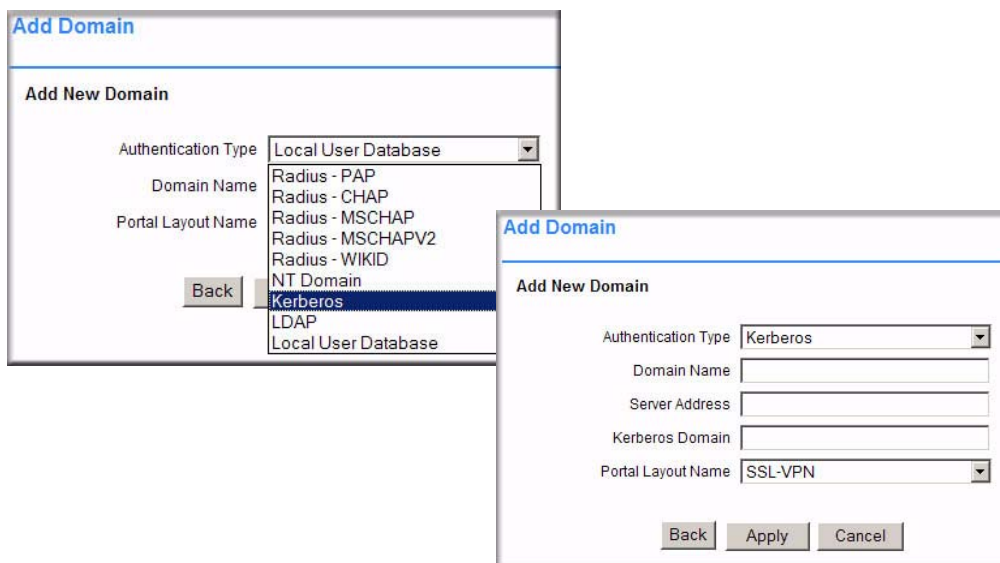 Add Domain
Add New Domain
Authentication Type Local User Database
Domain Name
Portal Layout Name
Radius - PAP
Radius - CHAP
Radius - MSCHAP
Radius - MSCHAPV2
Radius - WIKID
NT Domain
Kerberos
LDAP
Local User Database
Back
Add Domain
Add New Domain
Authentication Type Kerberos
Domain Name
Server Address
Kerberos Domain
Portal Layout Name SSL-VPN
Back Apply Cancel